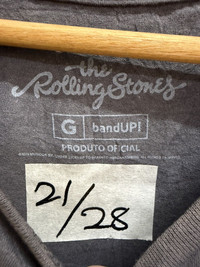 the
Rolling Stones
G bandUP!
PRODUTO OFICIAL
21/28